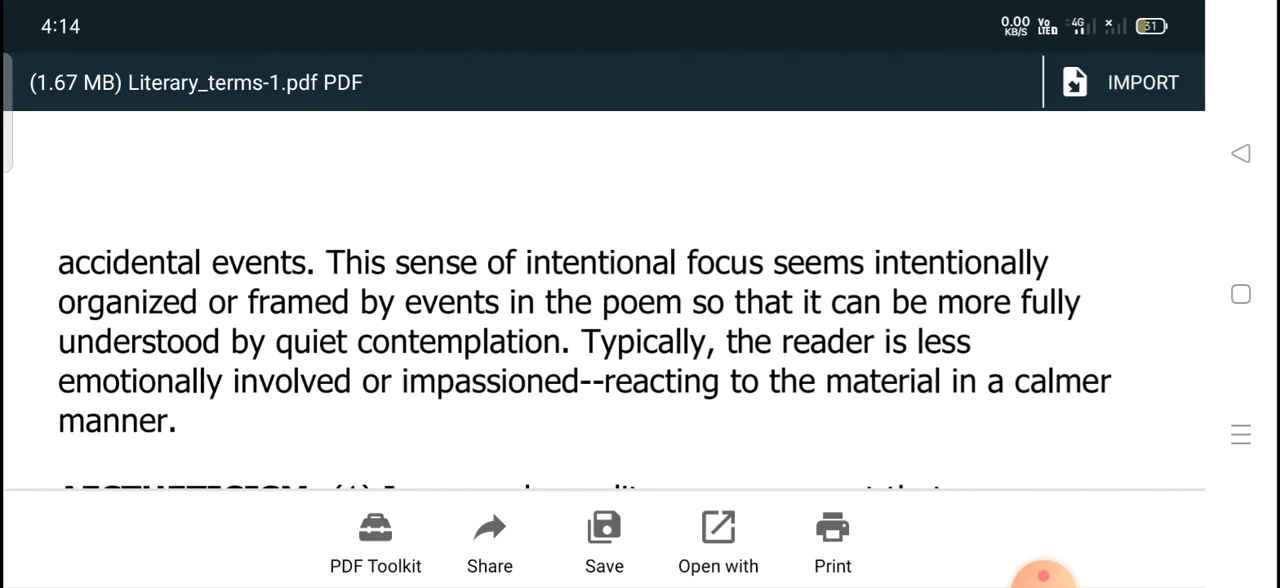 4:14
0.00 KB/S VoLTED 4G 31
(1.67 MB) Literary_terms-1.pdf PDF
IMPORT
accidental events. This sense of intentional focus seems intentionally
organized or framed by events in the poem so that it can be more fully
understood by quiet contemplation. Typically, the reader is less
emotionally involved or impassioned--reacting to the material in a calmer
manner.
PDF Toolkit Share Save Open with Print